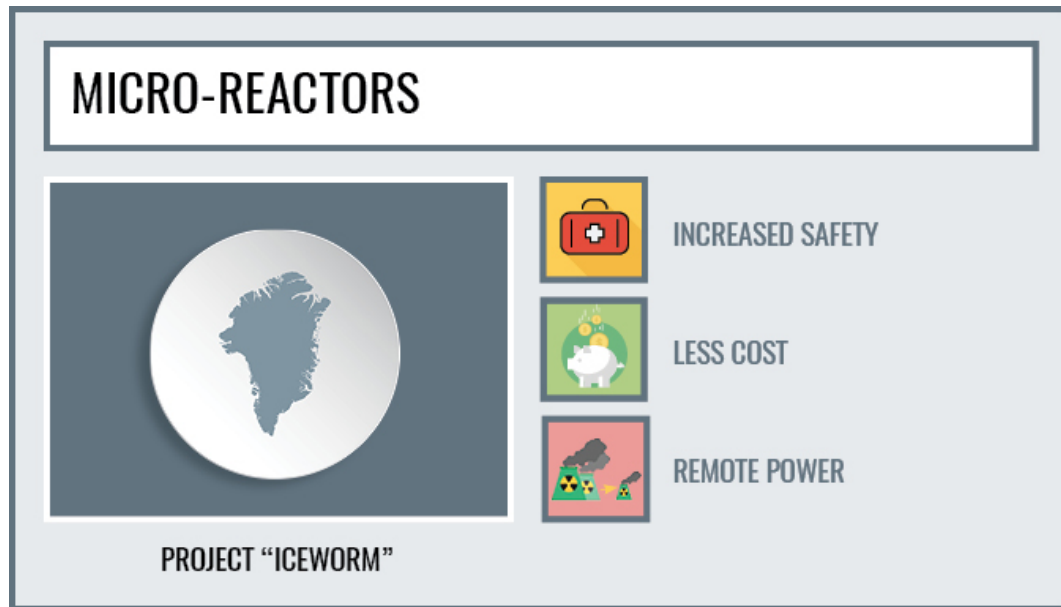 MICRO-REACTORS
INCREASED SAFETY
LESS COST
REMOTE POWER
PROJECT “ICEWORM”